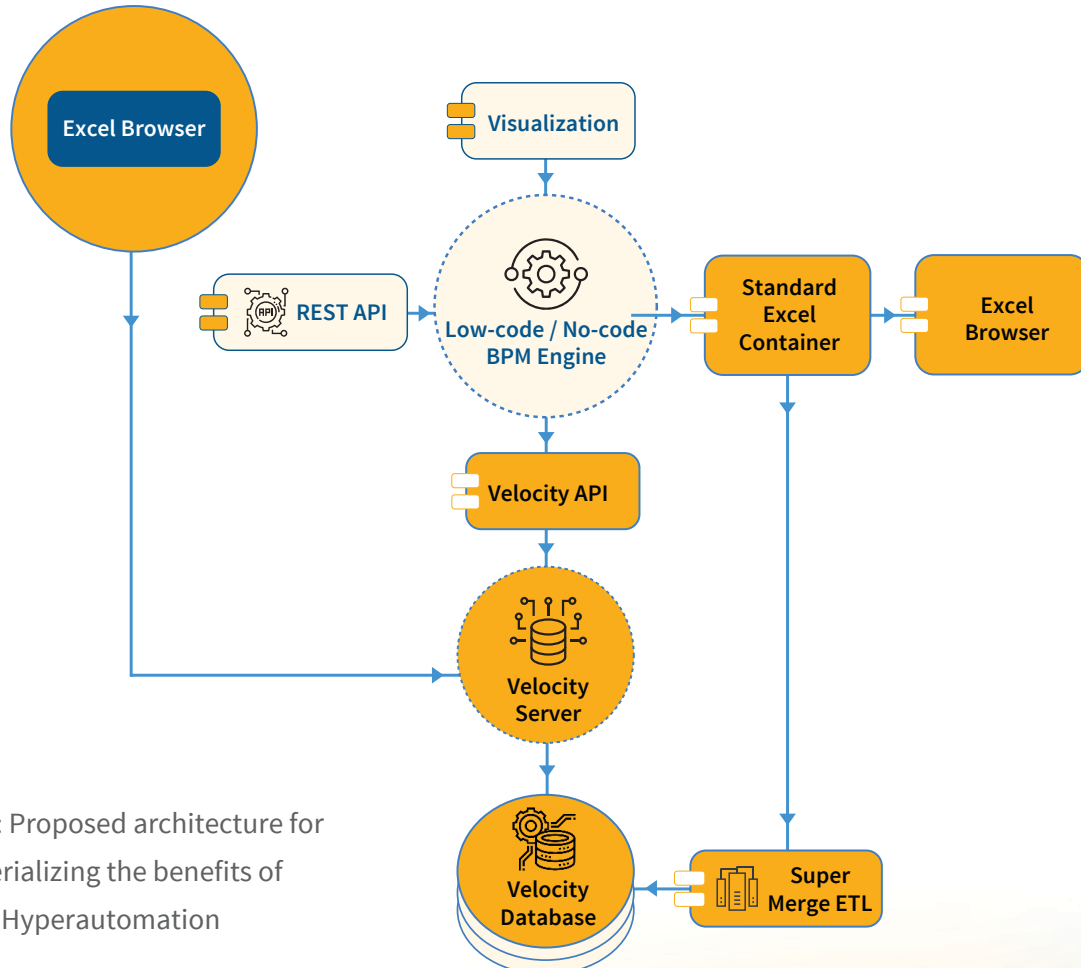 Excel Browser
Visualization
API
REST API
Low-code / No-code
BPM Engine
Standard
Excel
Container
Excel
Browser
Velocity API
Velocity
Server
Velocity
Database
Super
Merge ETL
: Proposed architecture for
erializing the benefits of
Hyperautomation